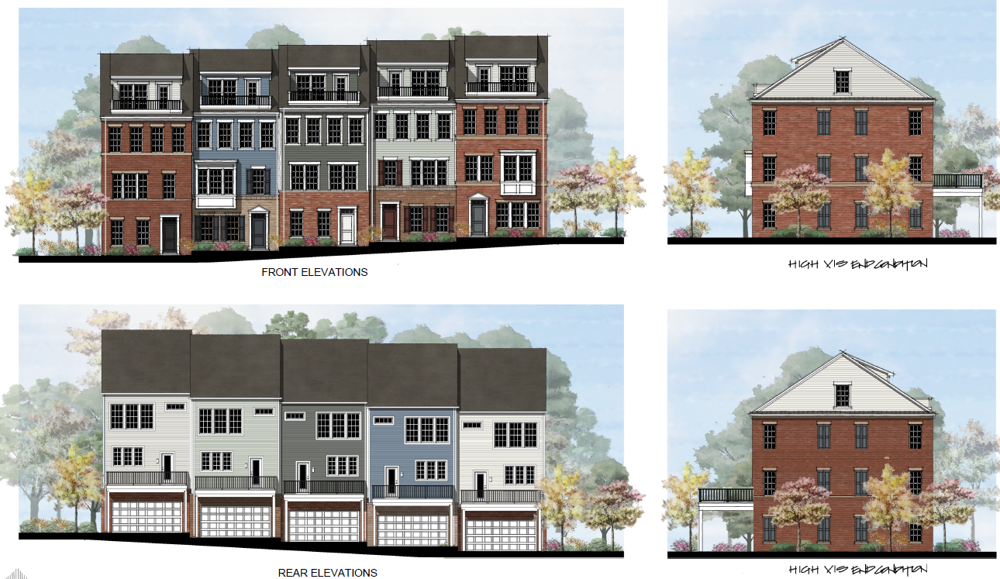 FRONT ELEVATIONS
HIGH VIS END CONDITION
REAR ELEVATIONS
HIGH VIS END CONDITION